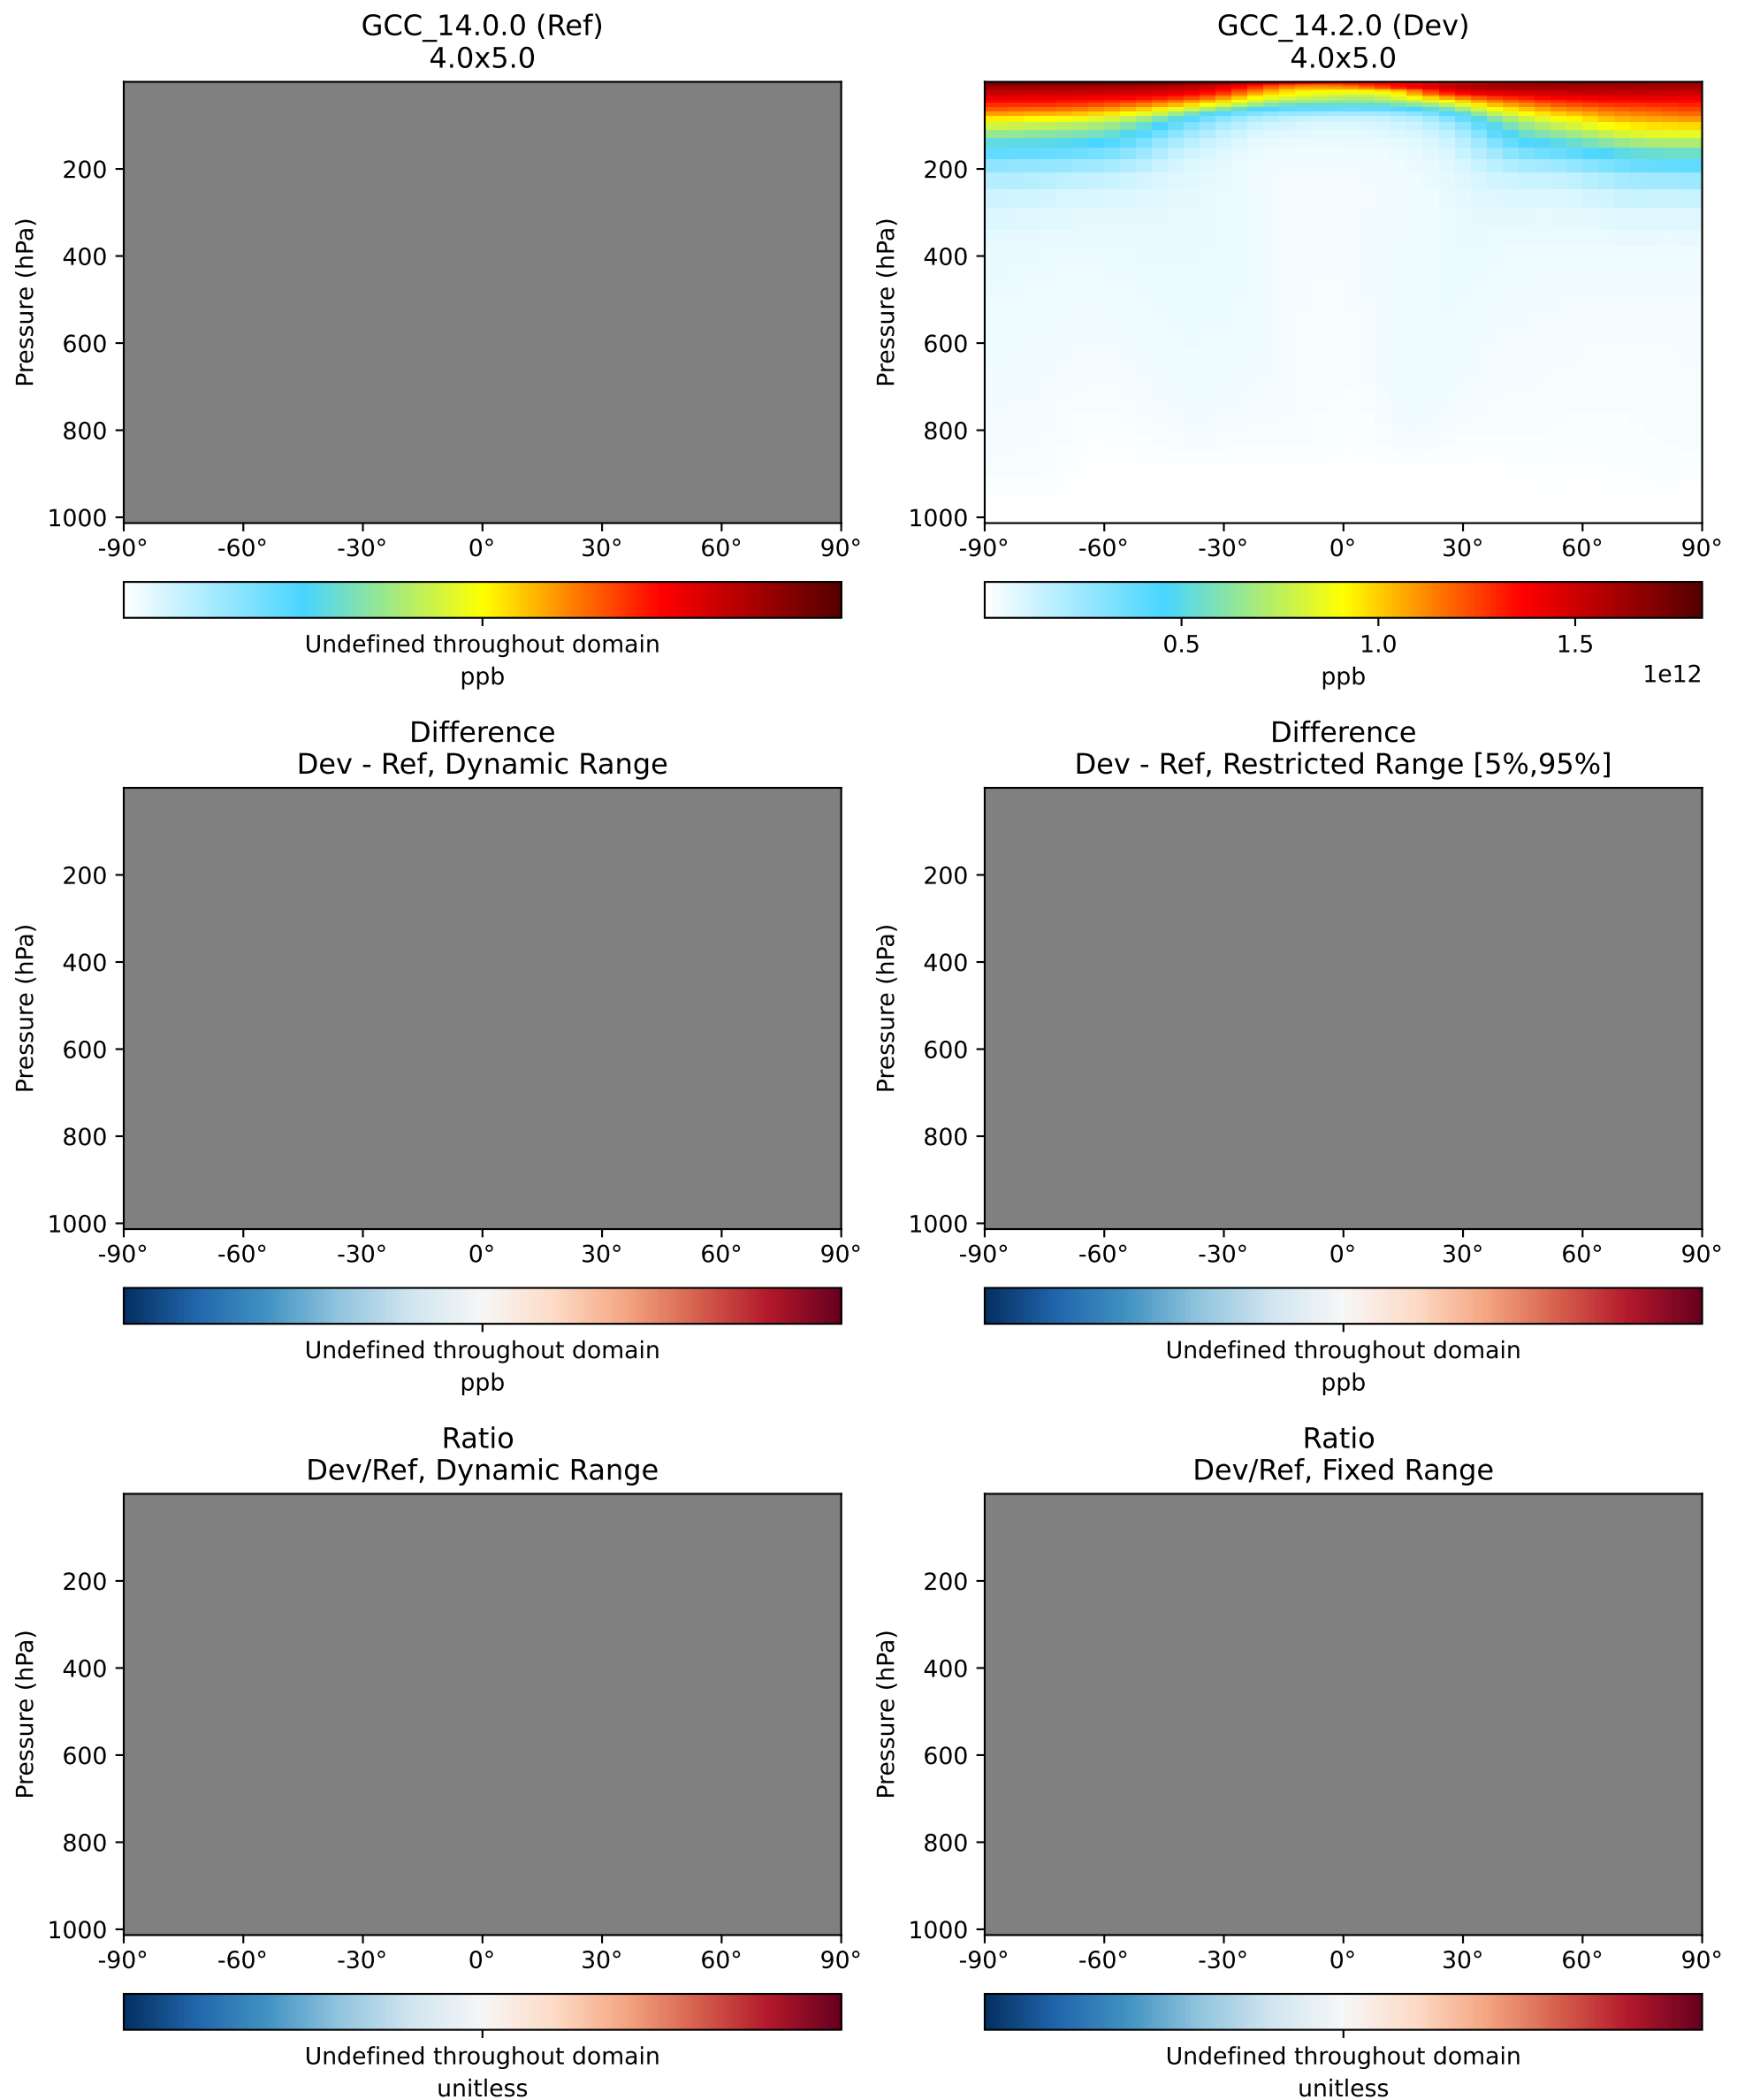 GCC_14.0.0 (Ref)
4.0x5.0
Pressure (hPa)
200
400
600
800
1000
-90° -60° -30° 0° 30° 60° 90°
Undefined throughout domain
ppb
GCC_14.2.0 (Dev)
4.0x5.0
Pressure (hPa)
200
400
600
800
1000
-90° -60° -30° 0° 30° 60° 90°
0.5 1.0 1.5
ppb
1e12
Difference
Dev - Ref, Dynamic Range
Pressure (hPa)
200
400
600
800
1000
-90° -60° -30° 0° 30° 60° 90°
Undefined throughout domain
ppb
Difference
Dev - Ref, Restricted Range [5%,95%]
Pressure (hPa)
200
400
600
800
1000
-90° -60° -30° 0° 30° 60° 90°
Undefined throughout domain
ppb
Ratio
Dev/Ref, Dynamic Range
Pressure (hPa)
200
400
600
800
1000
-90° -60° -30° 0° 30° 60° 90°
Undefined throughout domain
unitless
Ratio
Dev/Ref, Fixed Range
Pressure (hPa)
200
400
600
800
1000
-90° -60° -30° 0° 30° 60° 90°
Undefined throughout domain
unitless